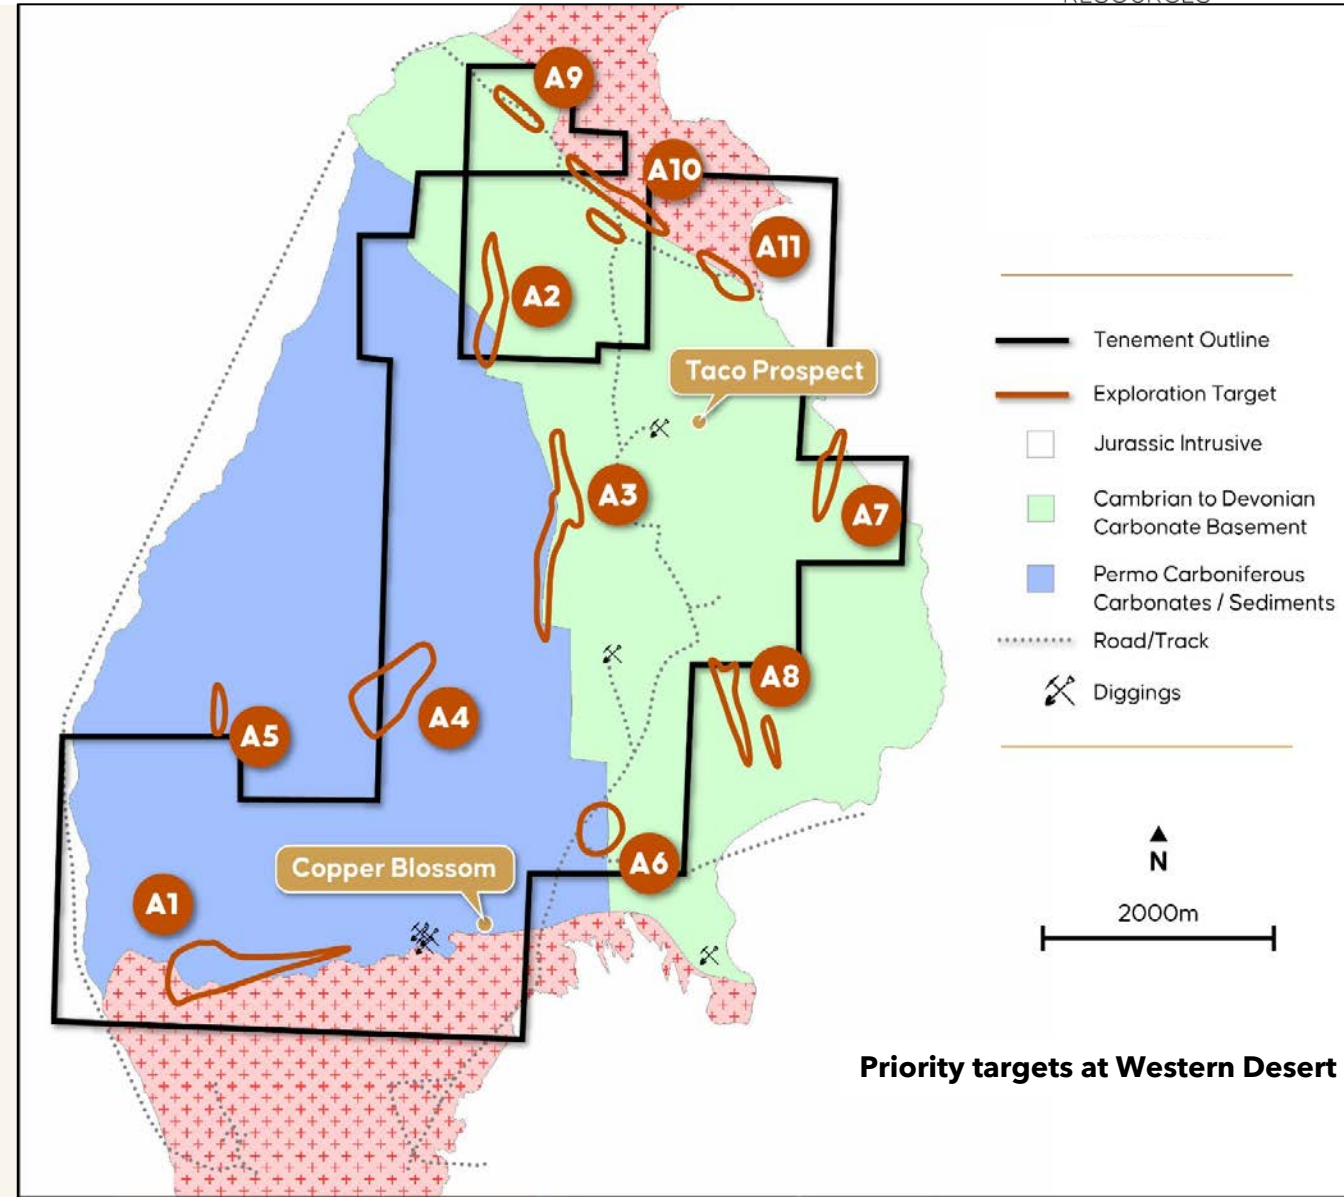 RESOURCES
A9
A10
A11
A2
Taco Prospect
A3
A7
A8
A4
A5
A6
Copper Blossom
A1
Tenement Outline
Exploration Target
Jurassic Intrusive
Cambrian to Devonian
Carbonate Basement
Permo Carboniferous
Carbonates / Sediments
Road/Track
Diggings
N
2000m
Priority targets at Western Desert